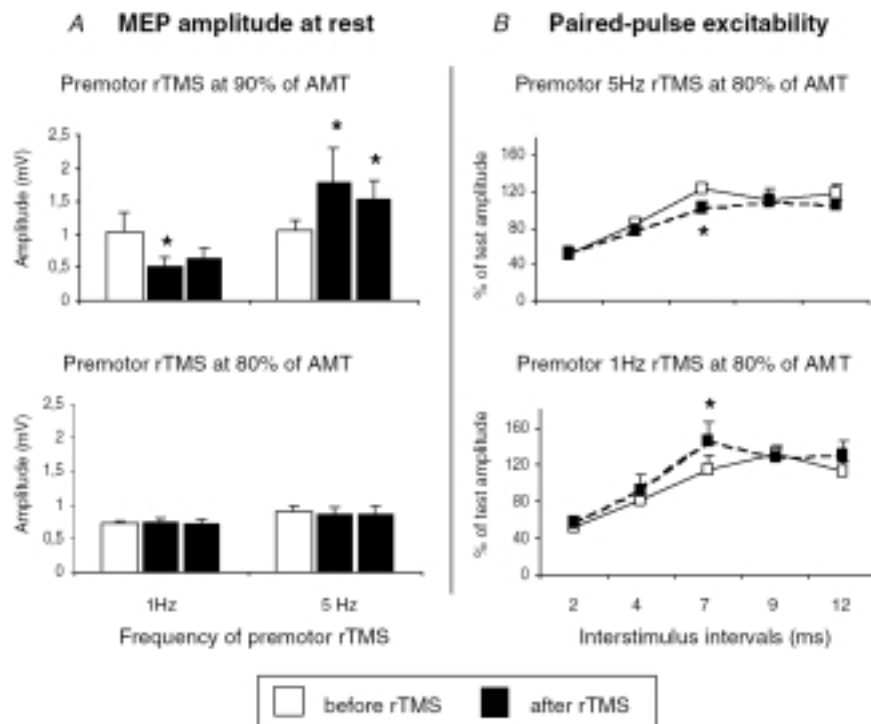 A MEP amplitude at rest
Premotor rTMS at 90% of AMT
Amplitude (mV)
2,5
2
1,5
1
0,5
0
*
*
*
Premotor rTMS at 80% of AMT
Amplitude (mV)
2,5
2
1,5
1
0,5
0
1Hz
5 Hz
Frequency of premotor rTMS
B Paired-pulse excitability
Premotor 5Hz rTMS at 80% of AMT
% of test amplitude
160
120
80
40
0
*
Premotor 1Hz rTMS at 80% of AMT
% of test amplitude
160
120
80
40
0
*
2 4 7 9 12
Interstimulus intervals (ms)
before rTMS
after rTMS